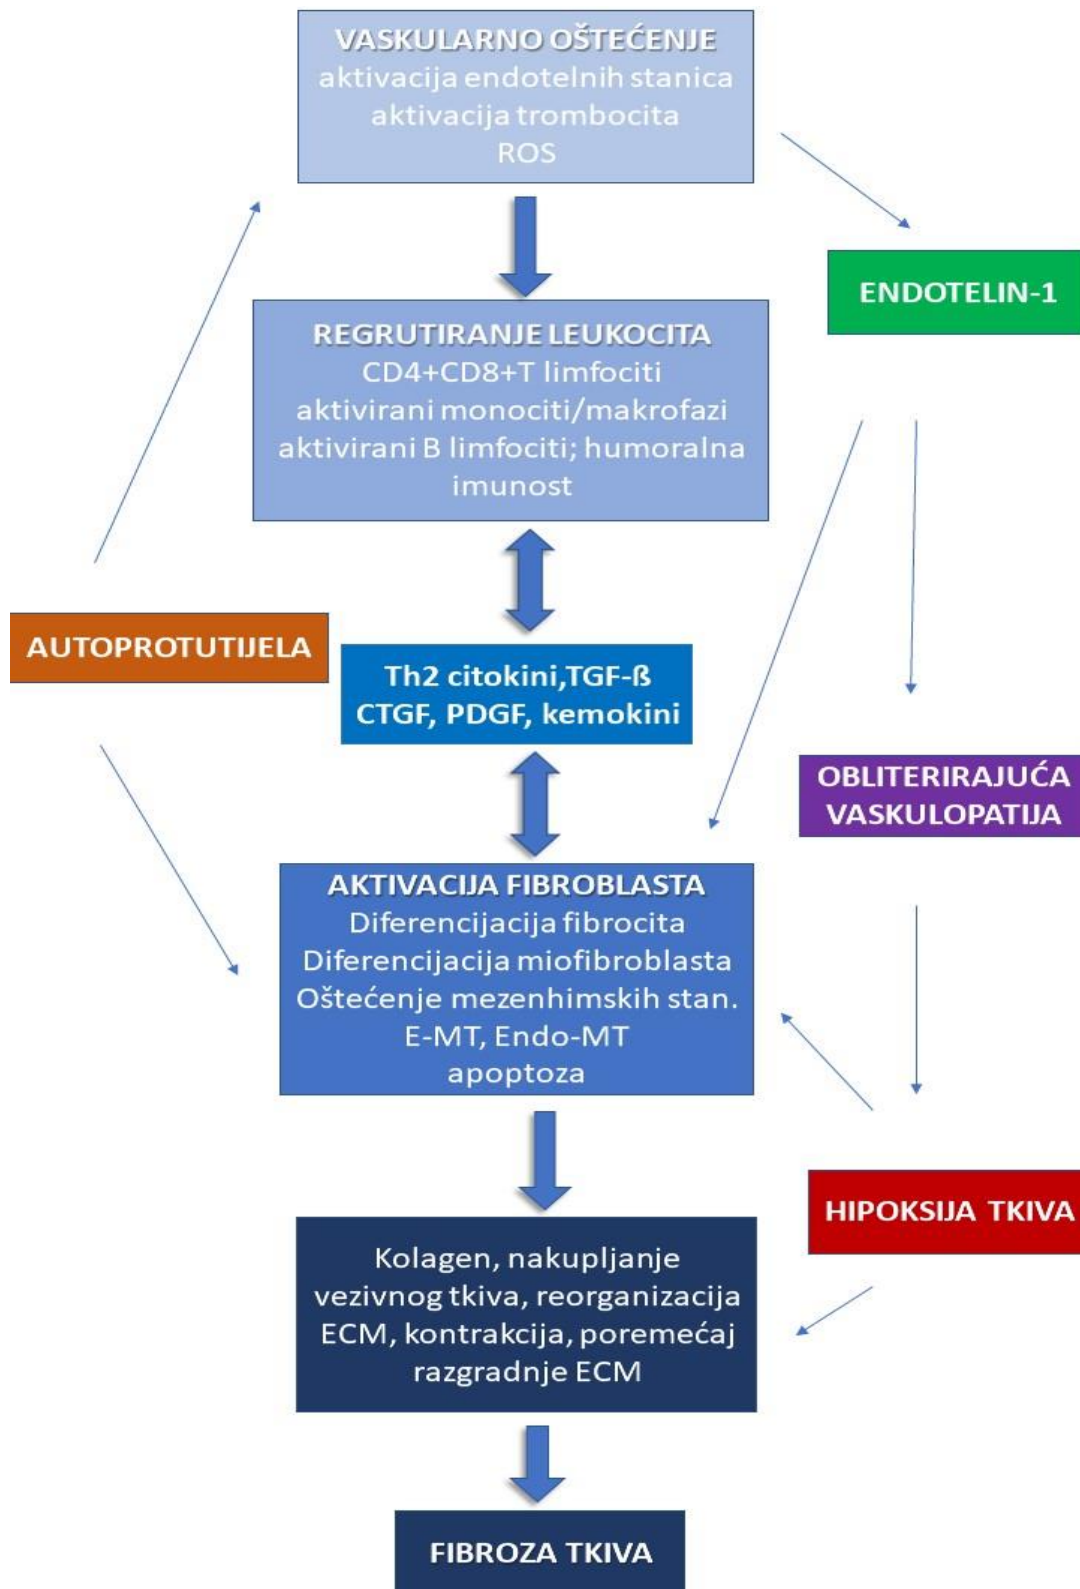 VASKULARNO OŠTEĆENJE
aktivacija endotelnih stanica
aktivacija trombocita
ROS
ENDOTELIN-1
REGRUTIRANJE LEUKOCITA
CD4+CD8+T limfociti
aktivirani monociti/makrofazi
aktivirani B limfociti; humoralna
imunost
AUTOPROTUTIJELA
Th2 citokini,TGF-ß
CTGF, PDGF, kemokini
OBLITERIRAJUĆA
VASKULOPATIJA
AKTIVACIJA FIBROBLASTA
Diferencijacija fibrocita
Diferencijacija miofibroblasta
Oštećenje mezenhimskih stan.
E-MT, Endo-MT
apoptoza
HIPOKSIJA TKIVA
Kolagen, nakupljanje
vezivnog tkiva, reorganizacija
ECM, kontrakcija, poremećaj
razgradnje ECM
FIBROZA TKIVA